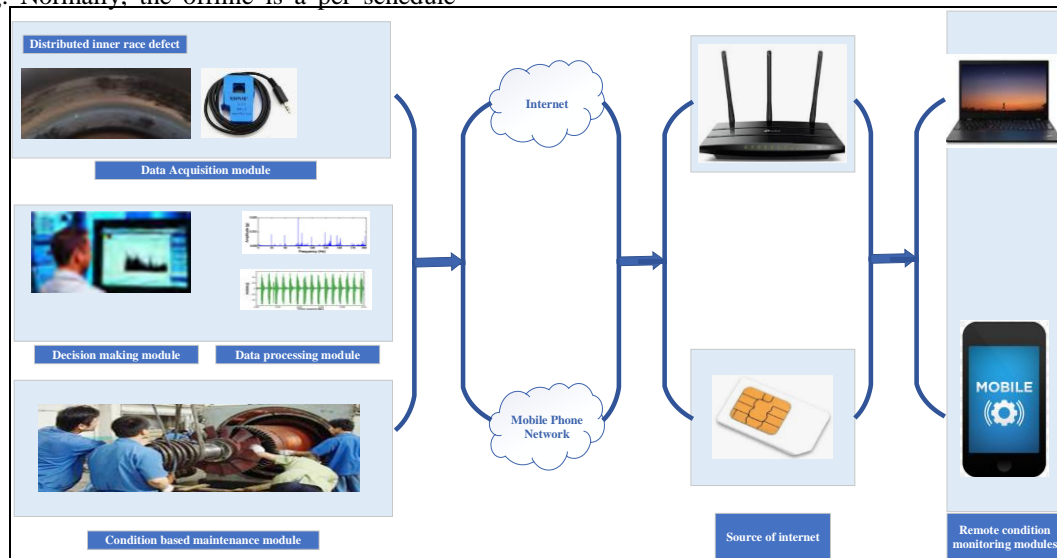 Normally, the offline is a per schedule
Distributed inner race defect
Data Acquisition module
Decision making module
Data processing module
Condition based maintenance module
Internet
Mobile Phone
Network
Source of internet
MOBILE
Remote condition
monitoring modules